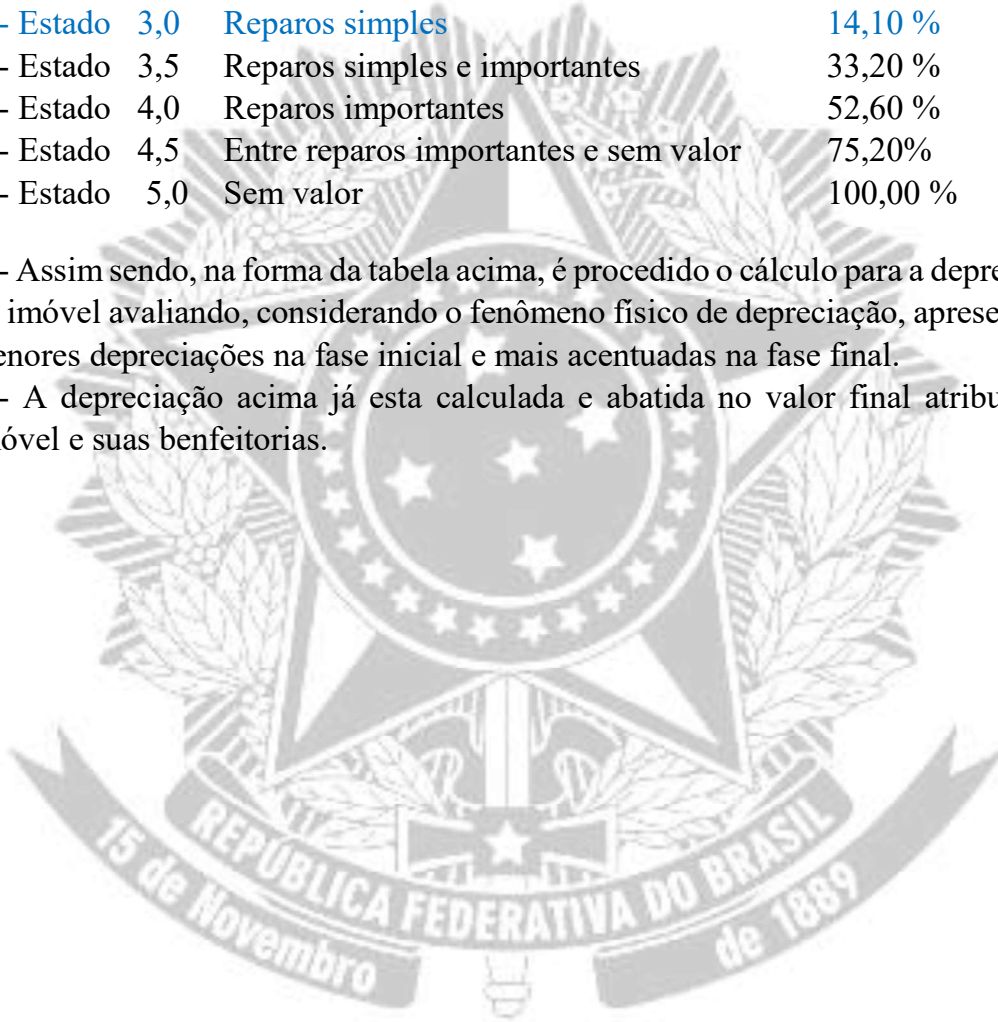 - Estado 3,0 Reparos simples 14,10 %
- Estado 3,5 Reparos simples e importantes 33,20 %
- Estado 4,0 Reparos importantes 52,60 %
- Estado 4,5 Entre reparos importantes e sem valor 75,20%
- Estado 5,0 Sem valor 100,00 %
- Assim sendo, na forma da tabela acima, é procedido o cálculo para a depre
imóvel avaliando, considerando o fenômeno físico de depreciação, aprese
enores depreciações na fase inicial e mais acentuadas na fase final.
- A depreciação acima já esta calculada e abatida no valor final atribu
óvel e suas benfeitorias.
REPÚBLICA FEDERATIVA DO BRASIL
15 de Novembro de 1889